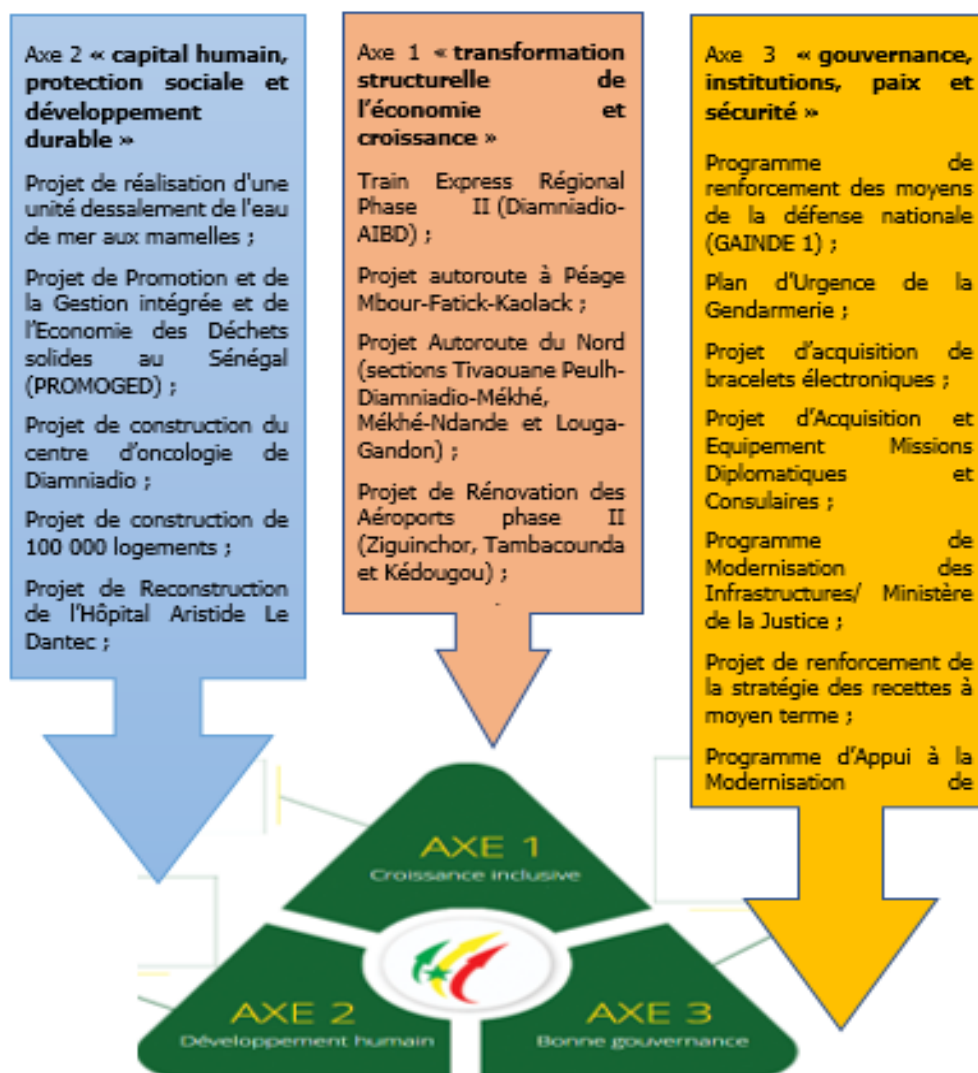 Axe 2 « capital humain,
protection sociale et
développement
durable »
Projet de réalisation d'une
unité dessalement de l'eau
de mer aux mamelles ;
Projet de Promotion et de
la Gestion intégrée et de
l'Economie des Déchets
solides au Sénégal
(PROMOGED) ;
Projet de construction du
centre d'oncologie de
Diamniadio ;
Projet de construction de
100 000 logements ;
Projet de Reconstruction
de l'Hôpital Aristide Le
Dantec ;
Axe 1 « transformation
structurelle de
l'économie et
croissance »
Train Express Régional
Phase II (Diamniadio-
AIBD) ;
Projet autoroute à Péage
Mbour-Fatick-Kaolack ;
Projet Autoroute du Nord
(sections Tivaouane Peulh-
Diamniadio-Mékhé,
Mékhé-Ndande et Louga-
Gandon) ;
Projet de Rénovation des
Aéroports phase II
(Ziguinchor, Tambacounda
et Kédougou) ;
.
Axe 3 « gouvernance,
institutions, paix et
sécurité »
Programme de
renforcement des moyens
de la défense nationale
(GAINDE 1) ;
Plan d'Urgence de la
Gendarmerie ;
Projet d'acquisition de
bracelets électroniques ;
Projet d'Acquisition et
Equipement Missions
Diplomatiques et
Consulaires ;
Programme de
Modernisation des
Infrastructures/ Ministère
de la Justice ;
Projet de renforcement de
la stratégie des recettes à
moyen terme ;
Programme d'Appui à la
Modernisation de
AXE 1
Croissance inclusive
AXE 2
Développement humain
AXE 3
Bonne gouvernance